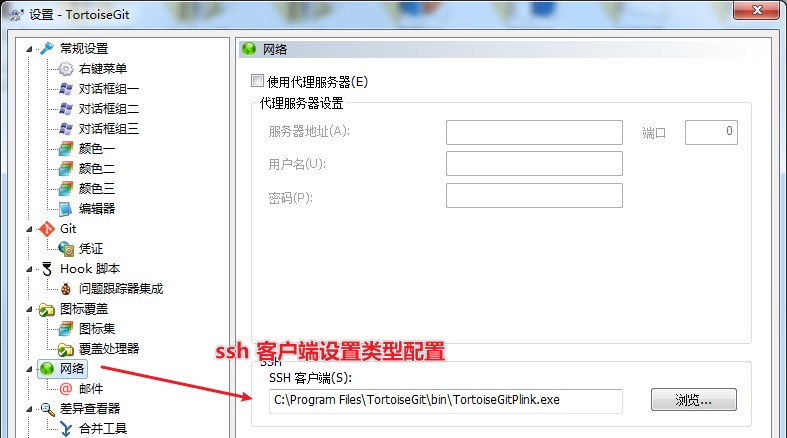 设置 - TortoiseGit
常规设置
右键菜单
对话框组一
对话框组二
对话框组三
颜色一
颜色二
颜色三
编辑器
Git
凭证
Hook 脚本
问题跟踪器集成
图标覆盖
图标集
覆盖处理器
网络
邮件
差异查看器
合并工具
网络
使用代理服务器(E)
代理服务器设置
服务器地址(A):
端口
0
用户名(U):
密码(P):
ssh 客户端设置类型配置
SSH
SSH 客户端(S):
C:\Program Files\TortoiseGit\bin\TortoiseGitPlink.exe
浏览...